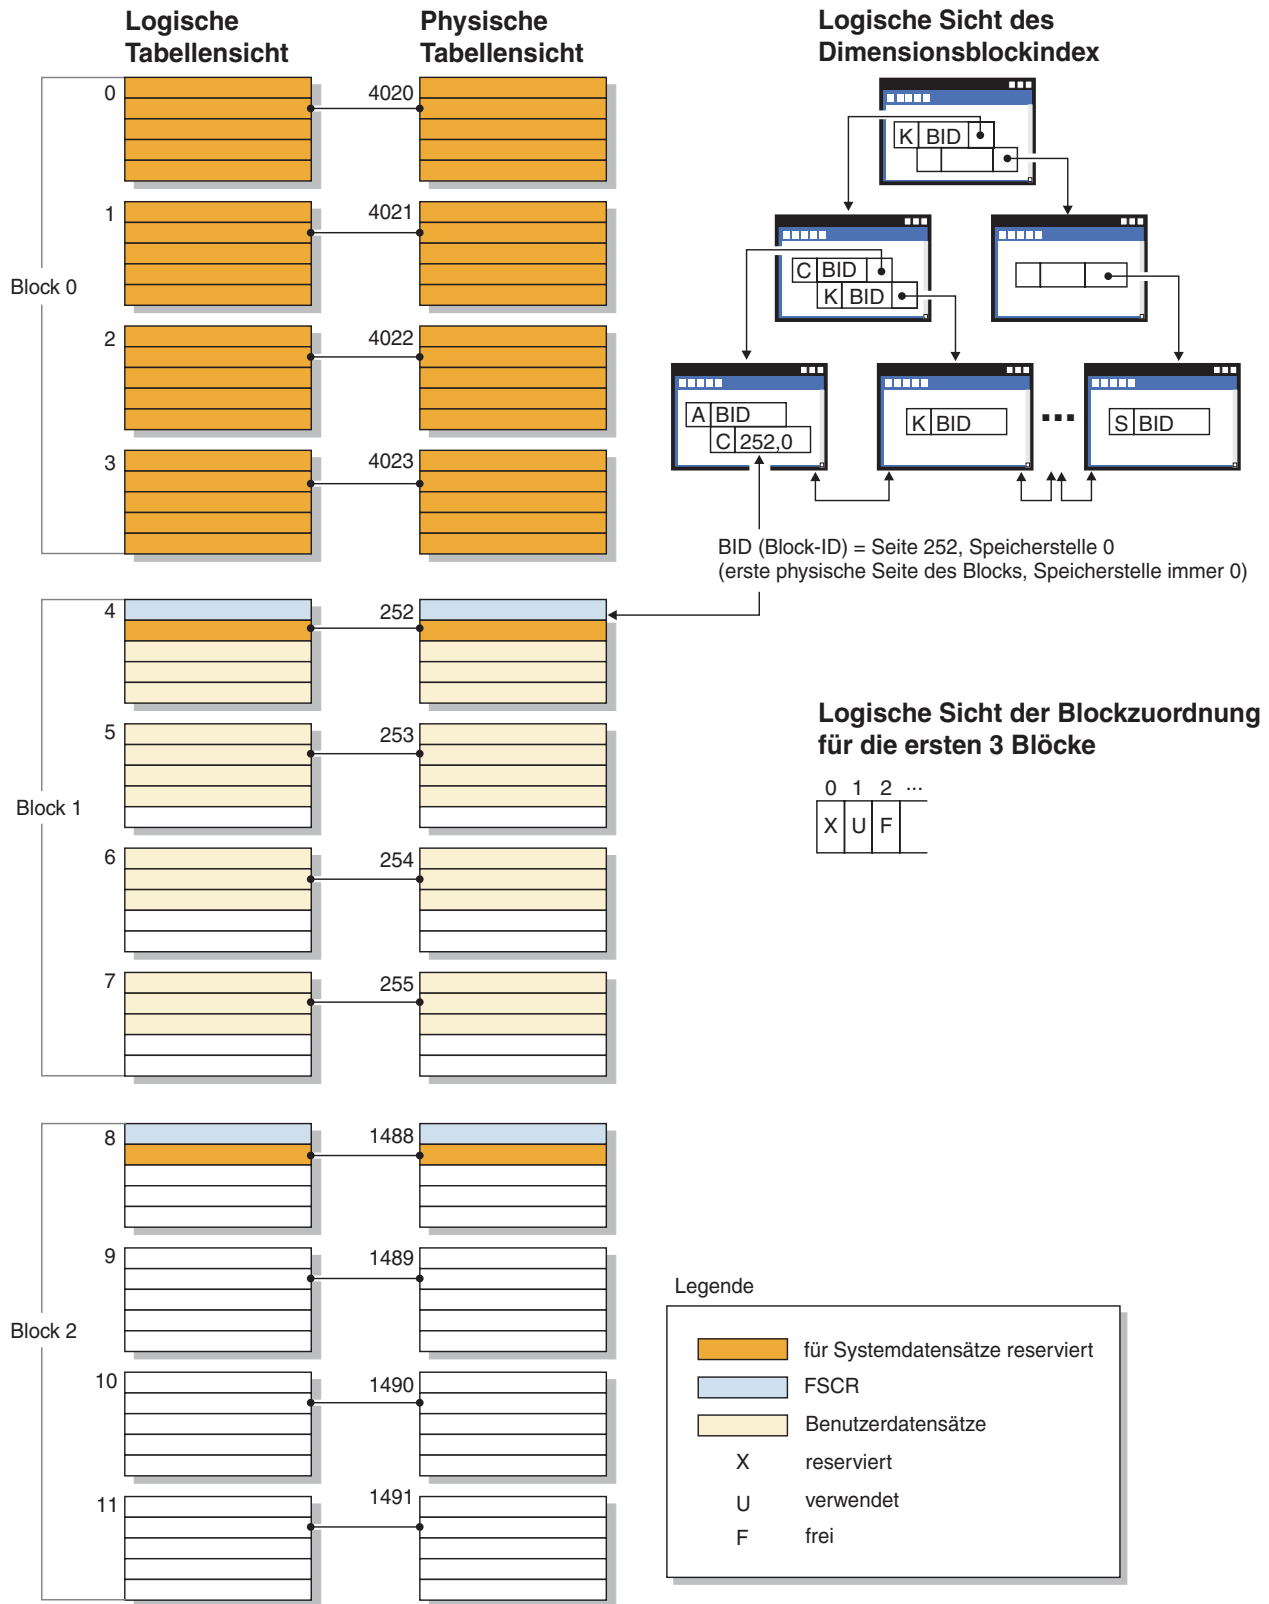 Logische
Tabellensicht
Physische
Tabellensicht
0
4020
1
4021
Block 0
2
4022
3
4023
4
252
5
253
Block 1
6
254
7
255
8
1488
9
1489
Block 2
10
1490
11
1491
Logische Sicht des
Dimensionsblockindex
K BID
C BID
K BID
A BID
C 252,0
K BID
S BID
BID (Block-ID) = Seite 252, Speicherstelle 0
(erste physische Seite des Blocks, Speicherstelle immer 0)
Logische Sicht der Blockzuordnung
für die ersten 3 Blöcke
0 1 2 ...
X U F
Legende
für Systemdatensätze reserviert
FSCR
Benutzerdatensätze
X reserviert
U verwendet
F frei